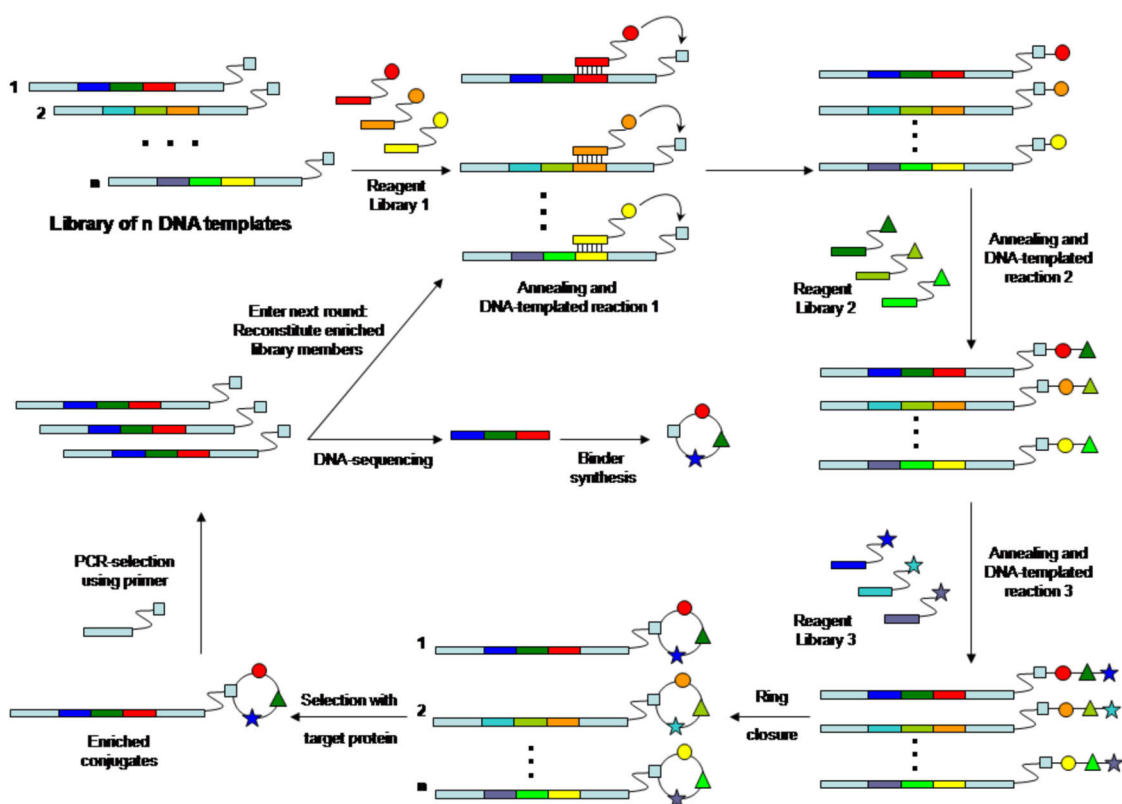 1
2
n
Library of n DNA templates
Reagent
Library 1
Annealing and
DNA-templated reaction 1
Reagent
Library 2
Annealing and
DNA-templated
reaction 2
Enter next round:
Reconstitute enriched
library members
DNA-sequencing
Binder
synthesis
PCR-selection
using primer
Reagent
Library 3
Annealing and
DNA-templated
reaction 3
Enriched
conjugates
Selection with
target protein
1
2
n
Ring
closure